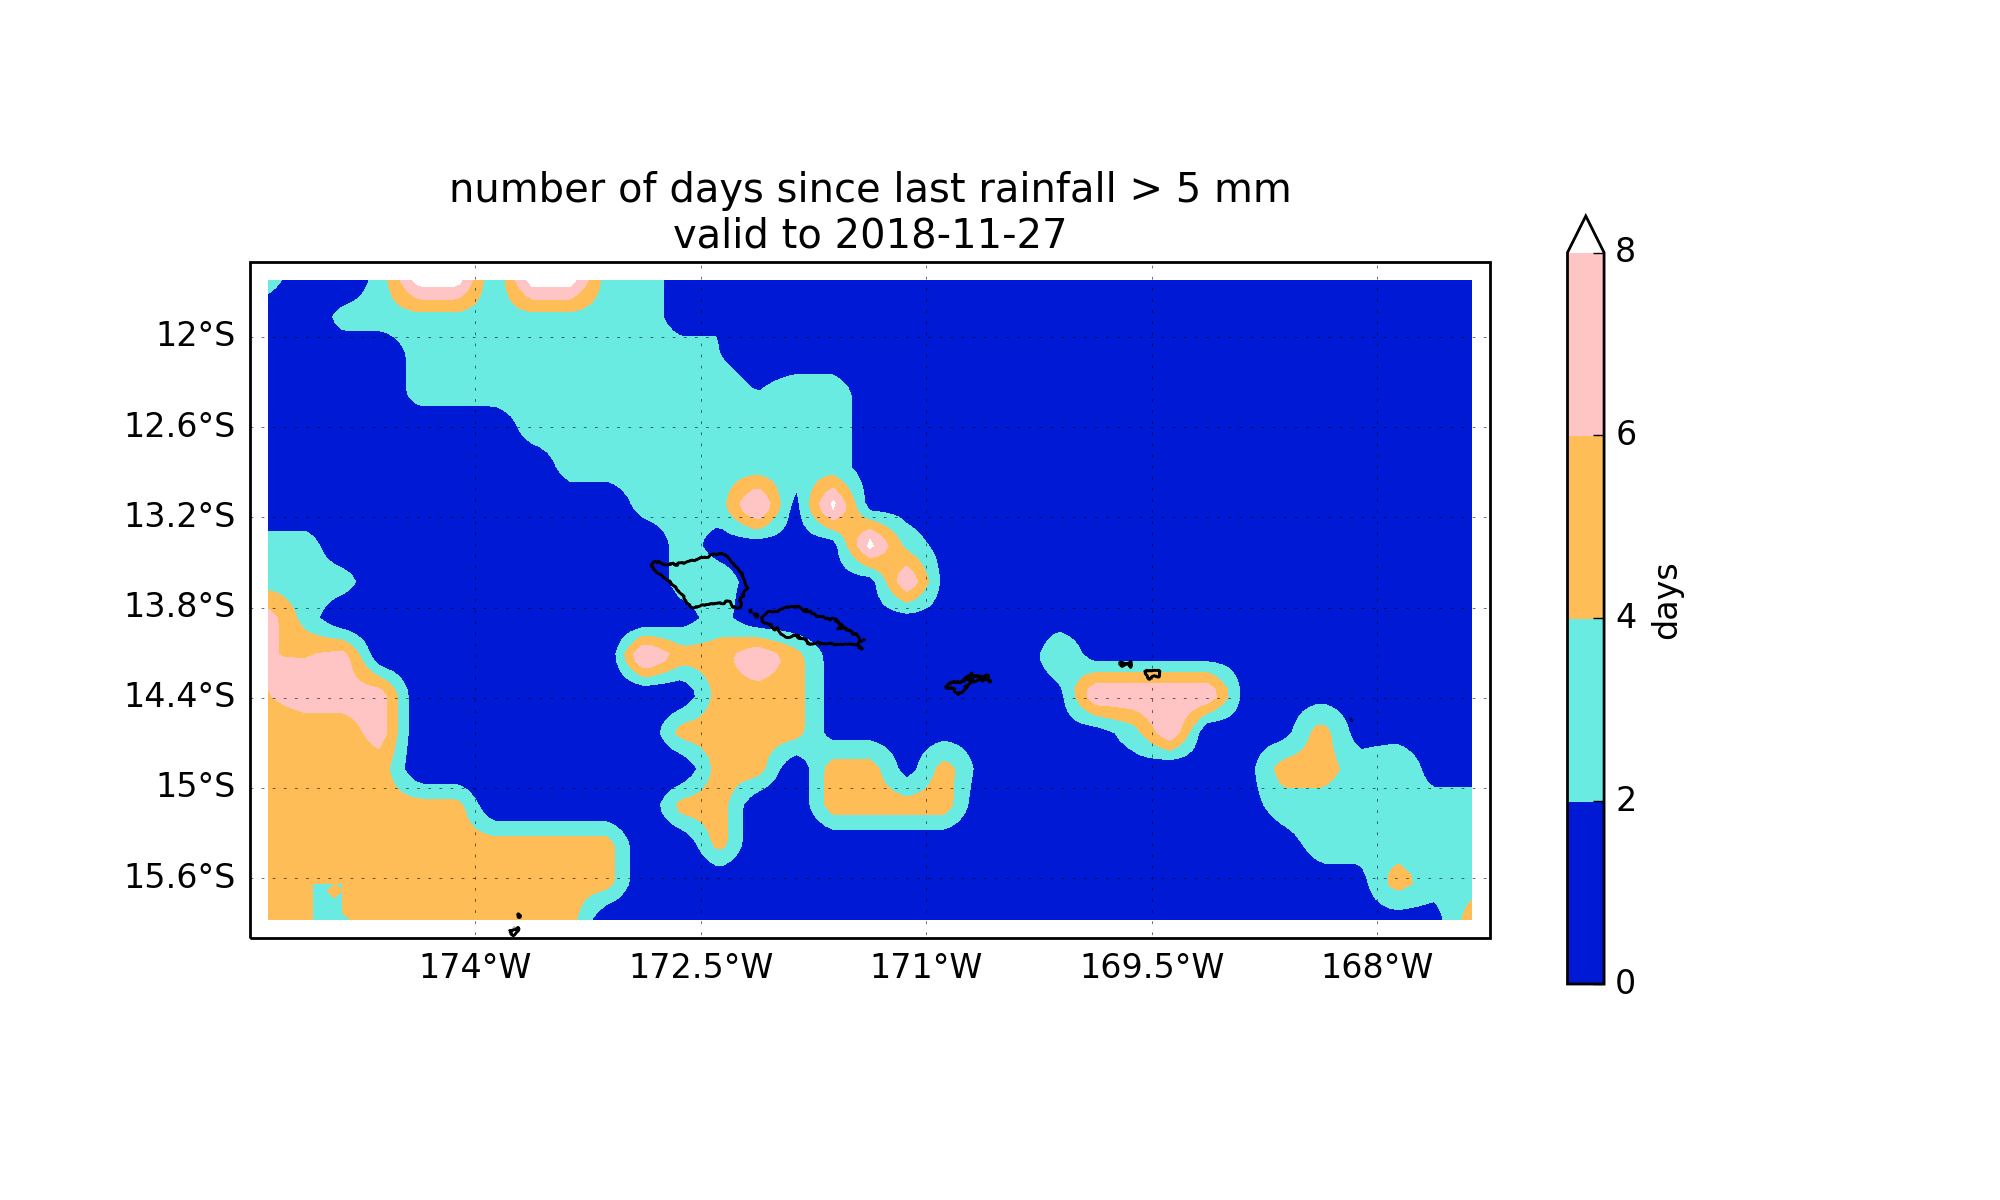 number of days since last rainfall > 5 mm
valid to 2018-11-27
12°S
12.6°S
13.2°S
13.8°S
14.4°S
15°S
15.6°S
174°W
172.5°W
171°W
169.5°W
168°W
8
6
4
2
0
days